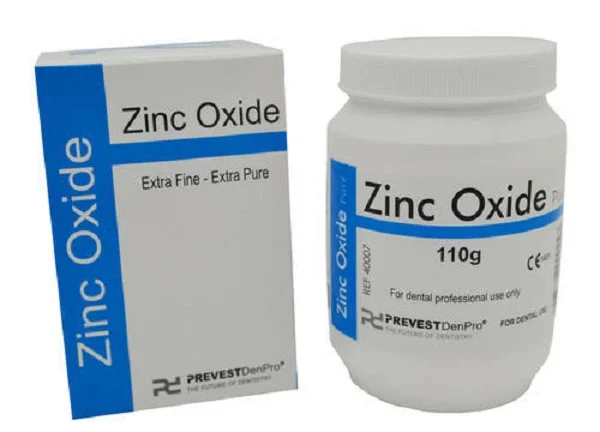 Zinc Oxide
Zinc Oxide
Extra Fine - Extra Pure
PREVESTDenPro®
THE FUTURE OF DENTISTRY
Zinc Oxide Pure
REF 40007
Zinc Oxide
110g
CE
For dental professional use only
PREVESTDenPro®
THE FUTURE OF DENTISTRY
FOR DENTAL